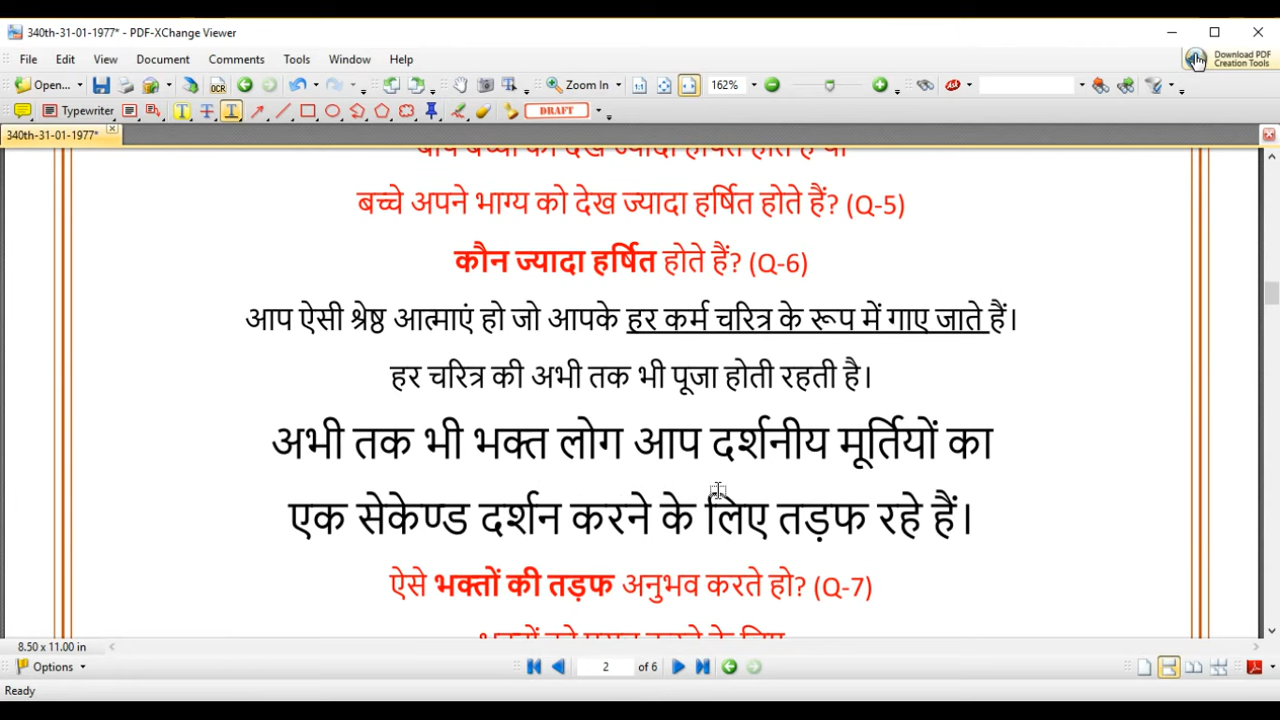 340th-31-01-1977* - PDF-XChange Viewer
File Edit View Document Comments Tools Window Help
Download PDF
Creation Tools
Open... OCR Zoom In 1:1 162%
Typewriter T T T DRAFT
340th-31-01-1977*
बच्चे अपने भाग्य को देख ज्यादा हर्षित होते हैं? (Q-5)
कौन ज्यादा हर्षित होते हैं? (Q-6)
आप ऐसी श्रेष्ठ आत्माएं हो जो आपके हर कर्म चरित्र के रूप में गाए जाते हैं।
हर चरित्र की अभी तक भी पूजा होती रहती है।
अभी तक भी भक्त लोग आप दर्शनीय मूर्तियों का
एक सेकेण्ड दर्शन करने के लिए तड़फ रहे हैं।
ऐसे भक्तों की तड़फ अनुभव करते हो? (Q-7)
8.50 x 11.00 in
Options 2 of 6
Ready